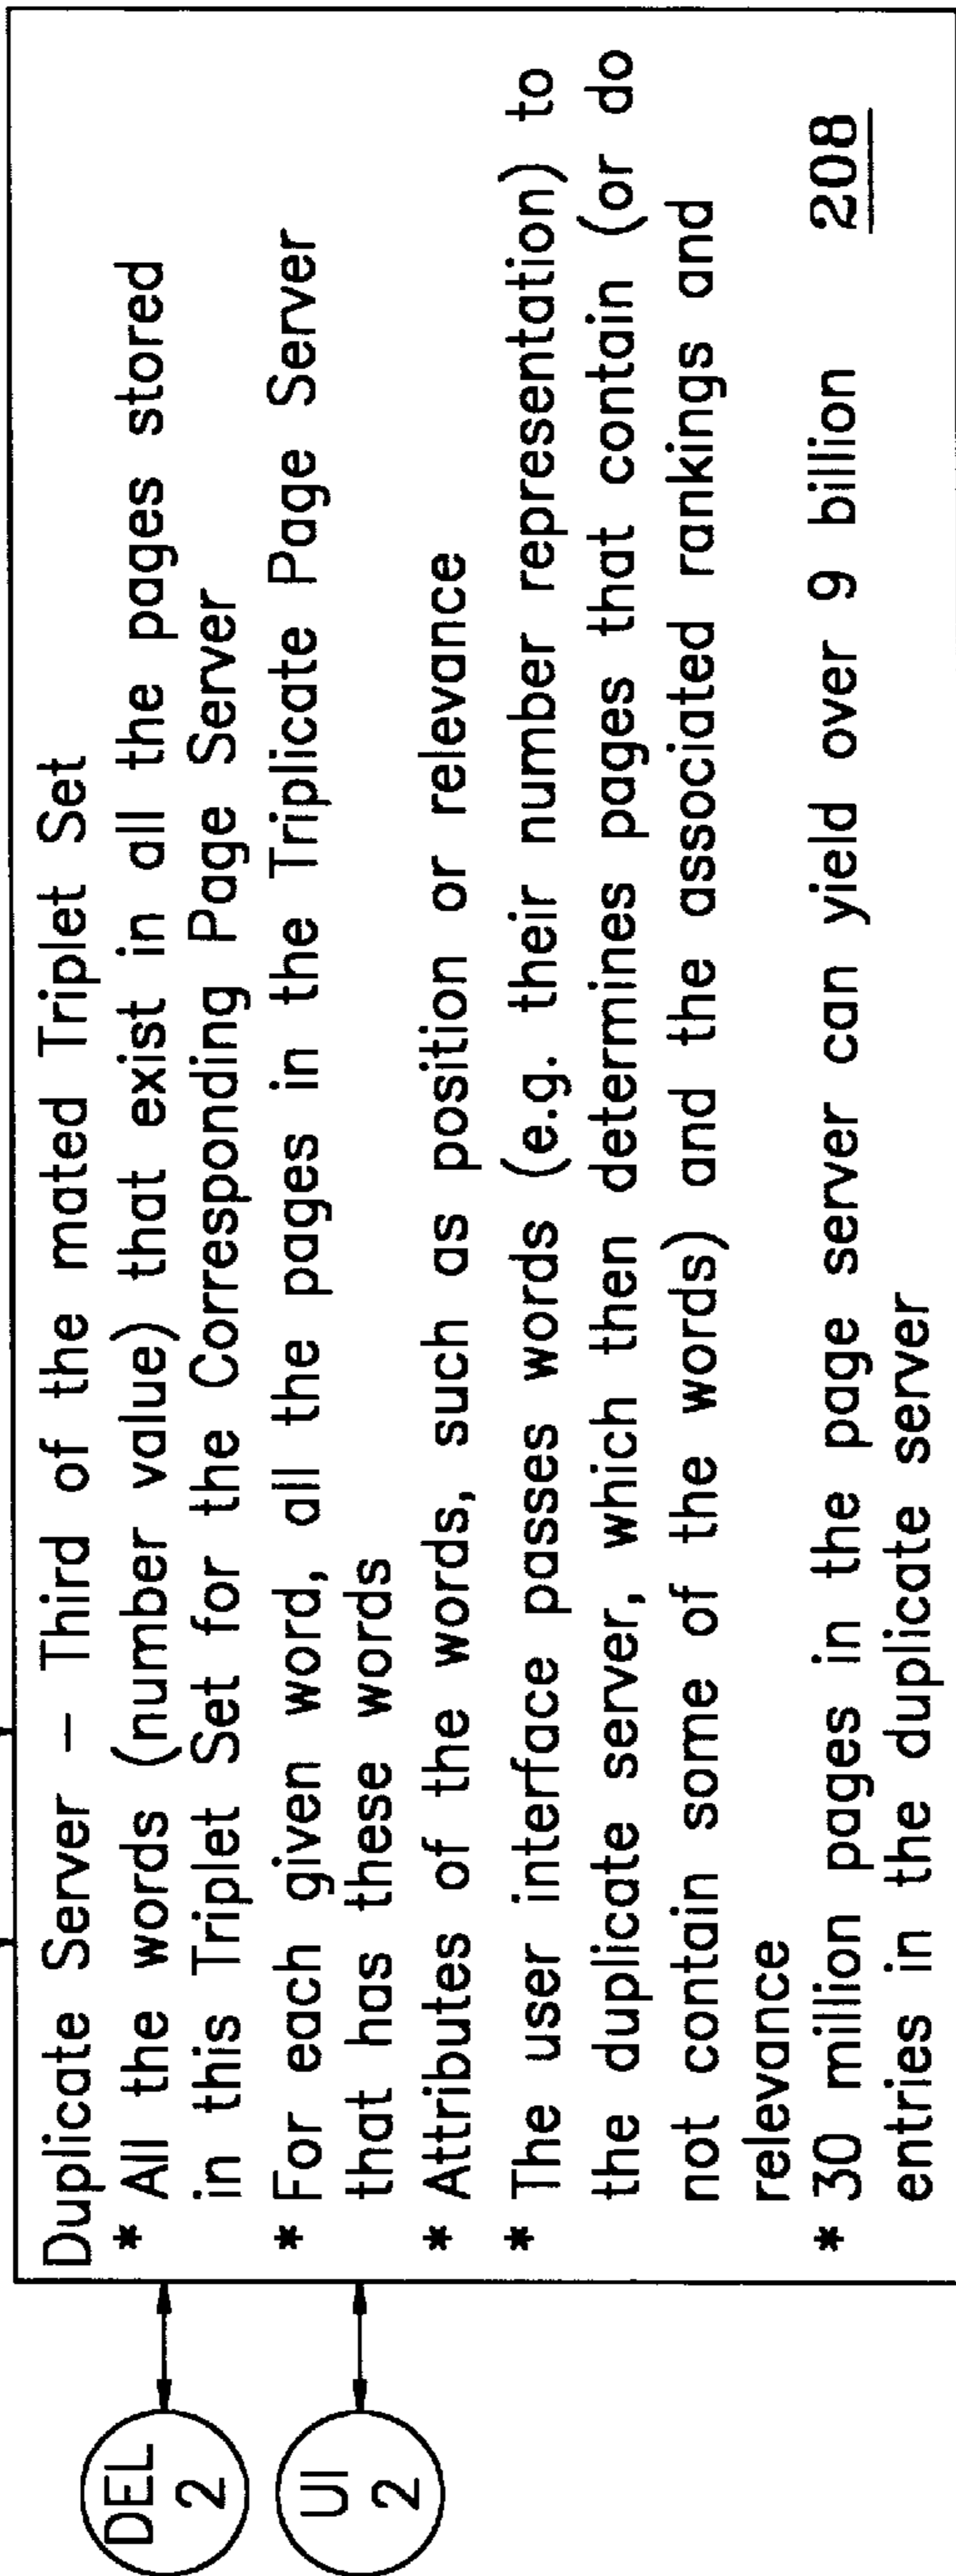 Duplicate Server – Third of the mated Triplet Set
* All the words (number value) that exist in all the pages stored
in this Triplet Set for the Corresponding Page Server
* For each given word, all the pages in the Triplicate Page Server
that has these words
* Attributes of the words, such as position or relevance
* The user interface passes words (e.g. their number representation) to
the duplicate server, which then determines pages that contain (or do
not contain some of the words) and the associated rankings and
relevance
* 30 million pages in the page server can yield over 9 billion 208
entries in the duplicate server
DEL
2
UI
2